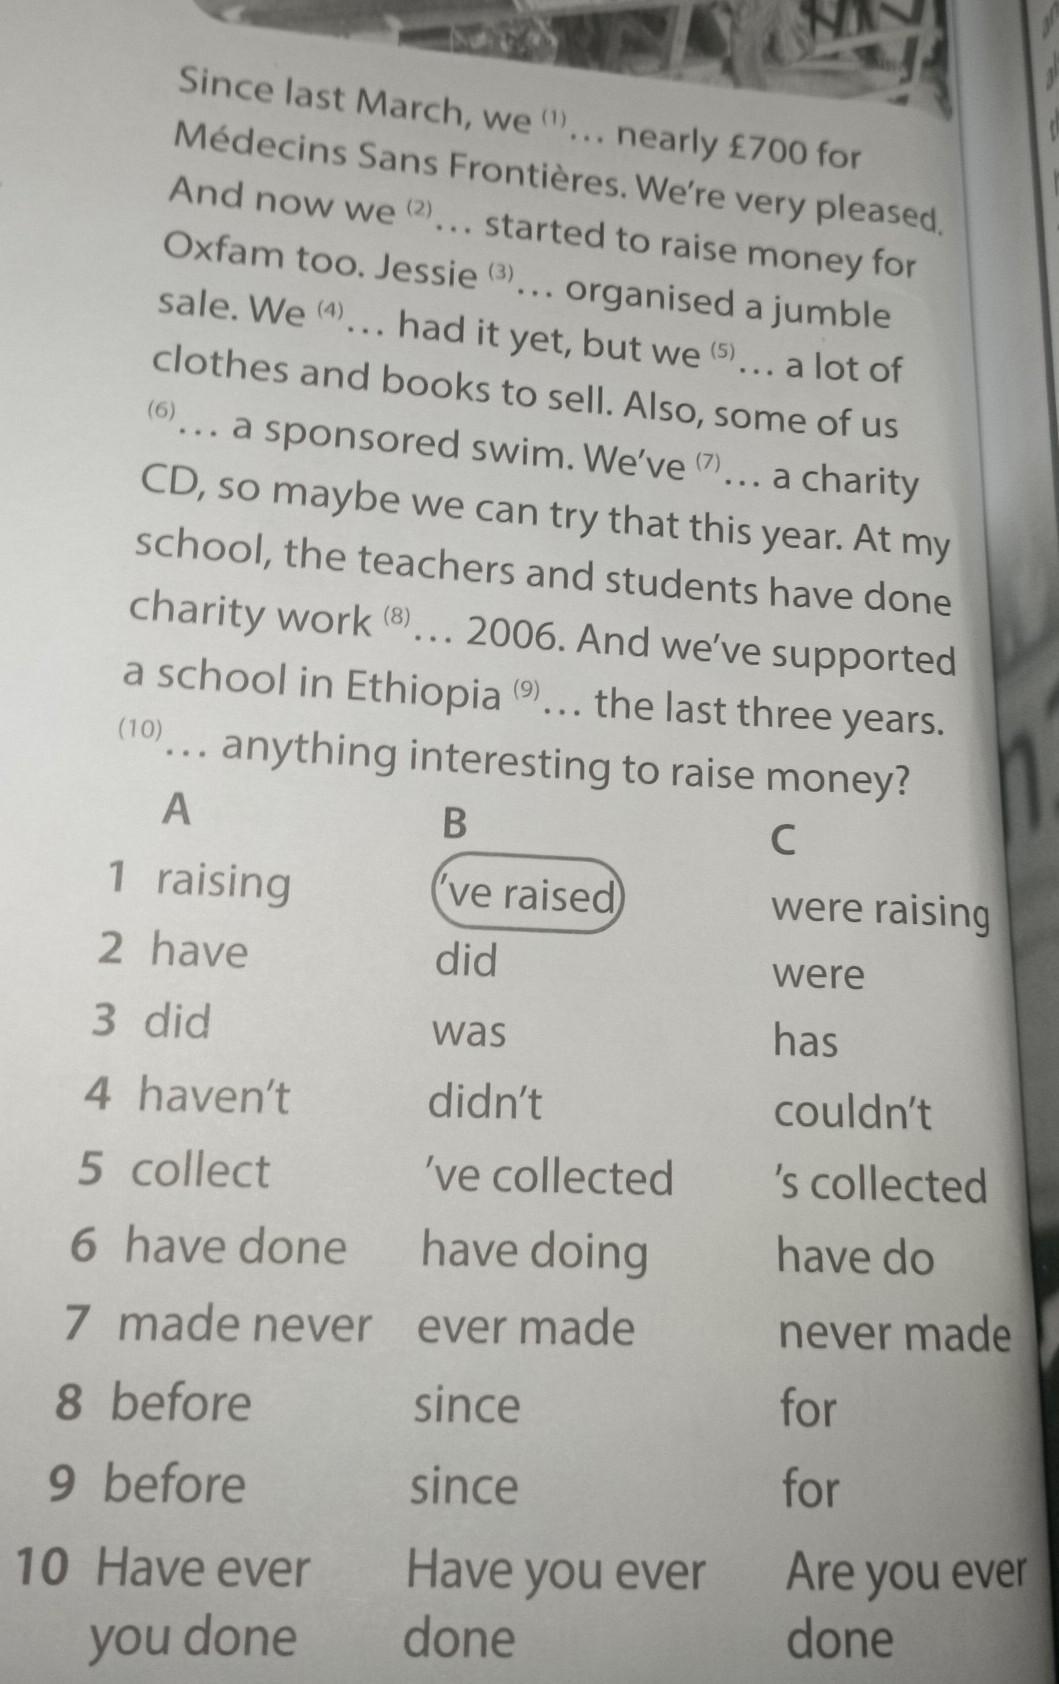 Since last March, we (1)… nearly £700 for
Médecins Sans Frontières. We're very pleased.
And now we (2)… started to raise money for
Oxfam too. Jessie (3)… organised a jumble
sale. We (4)… had it yet, but we (5)… a lot of
clothes and books to sell. Also, some of us
(6)… a sponsored swim. We've (7)… a charity
CD, so maybe we can try that this year. At my
school, the teachers and students have done
charity work (8)… 2006. And we've supported
a school in Ethiopia (9)… the last three years.
(10)… anything interesting to raise money?
A B C
1 raising 've raised were raising
2 have did were
3 did was has
4 haven't didn't couldn't
5 collect 've collected 's collected
6 have done have doing have do
7 made never ever made never made
8 before since for
9 before since for
10 Have ever Have you ever Are you ever
you done done done